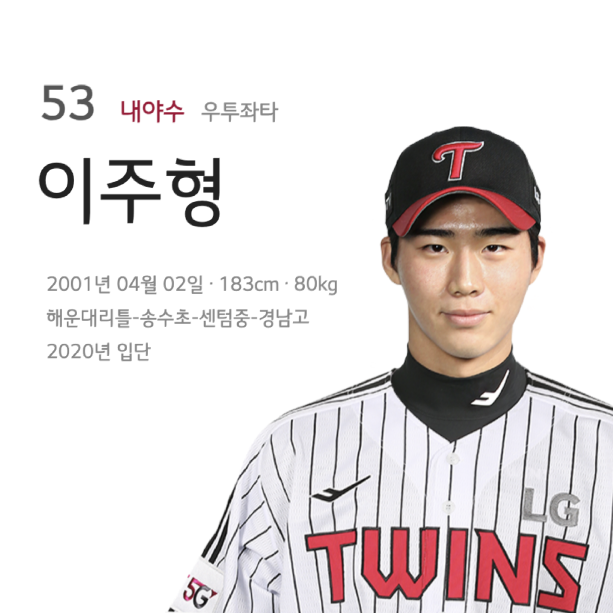 53 내야수 우투좌타
이주형
2001년 04월 02일 · 183cm · 80kg
해운대리틀-송수초-센텀중-경남고
2020년 입단
T
LG
TWINS
5G